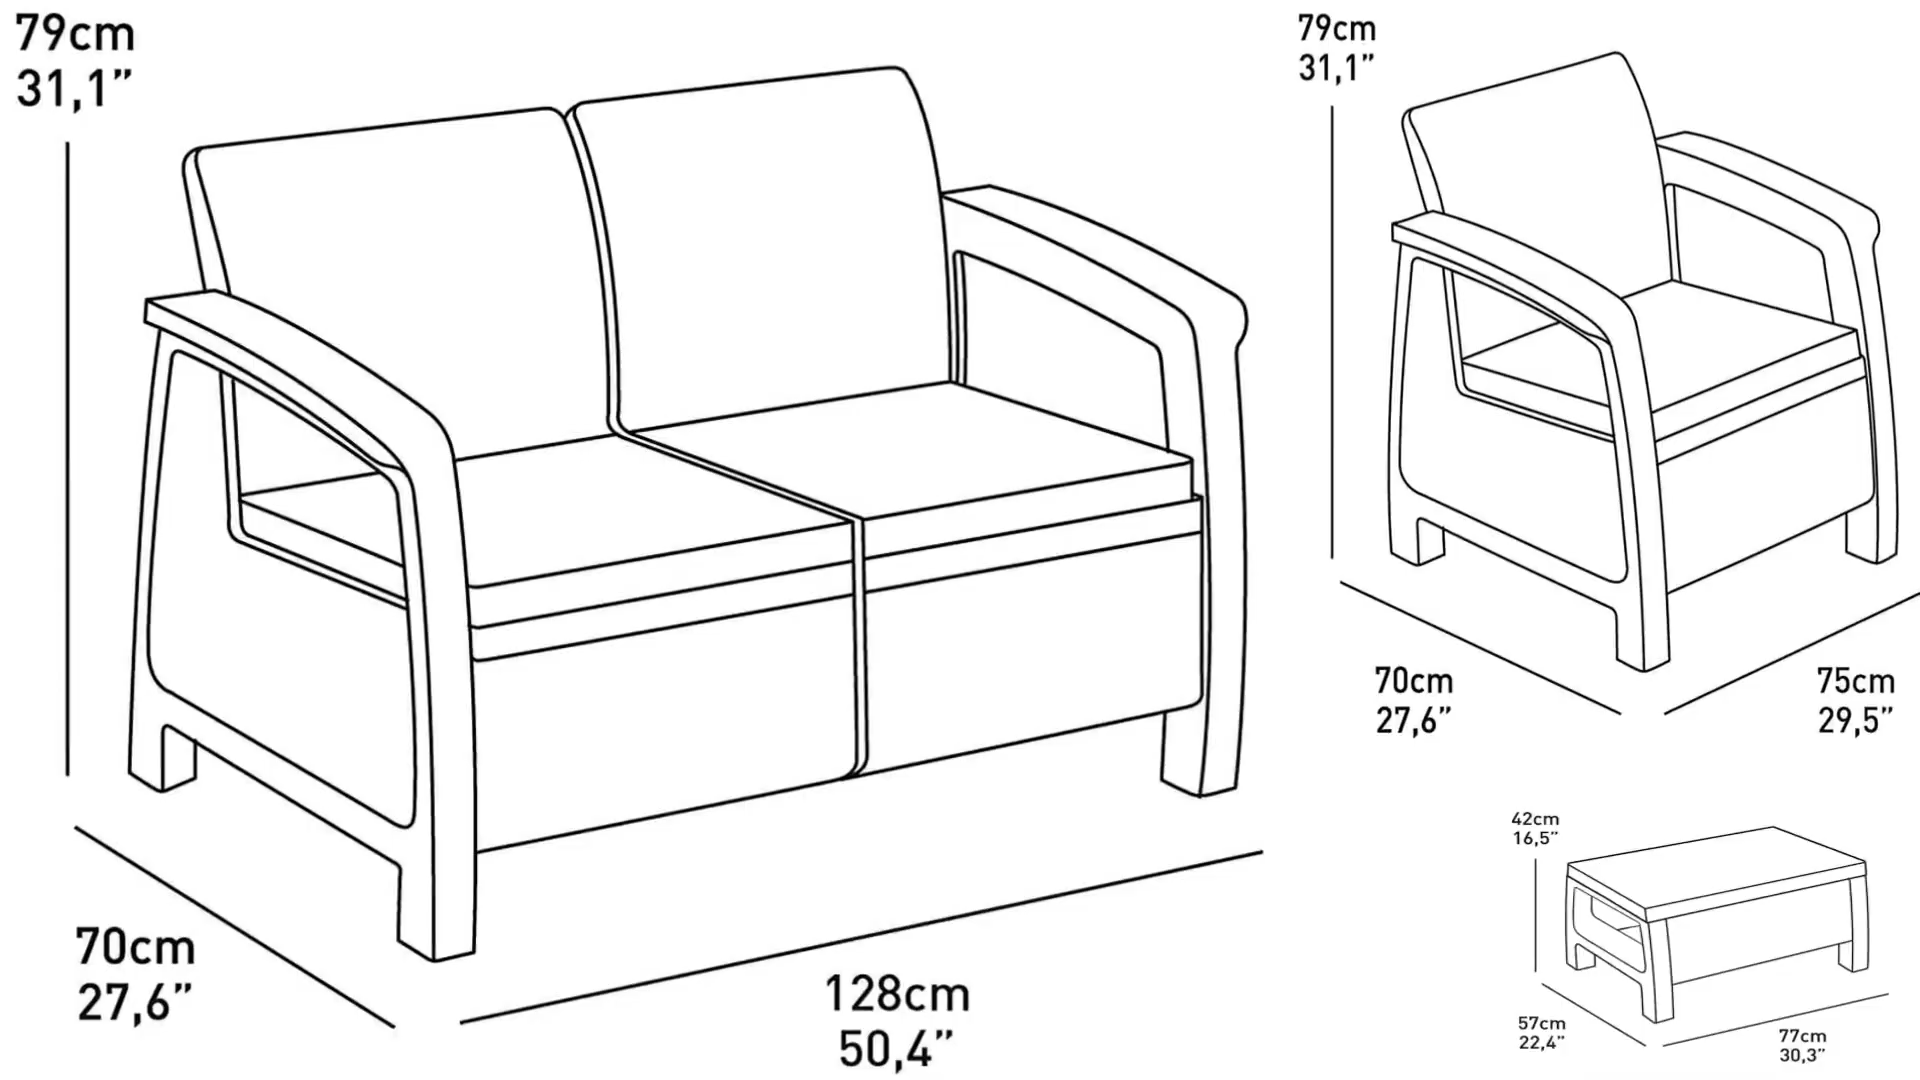 79cm
31,1”
70cm
27,6”
128cm
50,4”
79cm
31,1”
70cm
27,6”
75cm
29,5”
42cm
16,5”
57cm
22,4”
77cm
30,3”